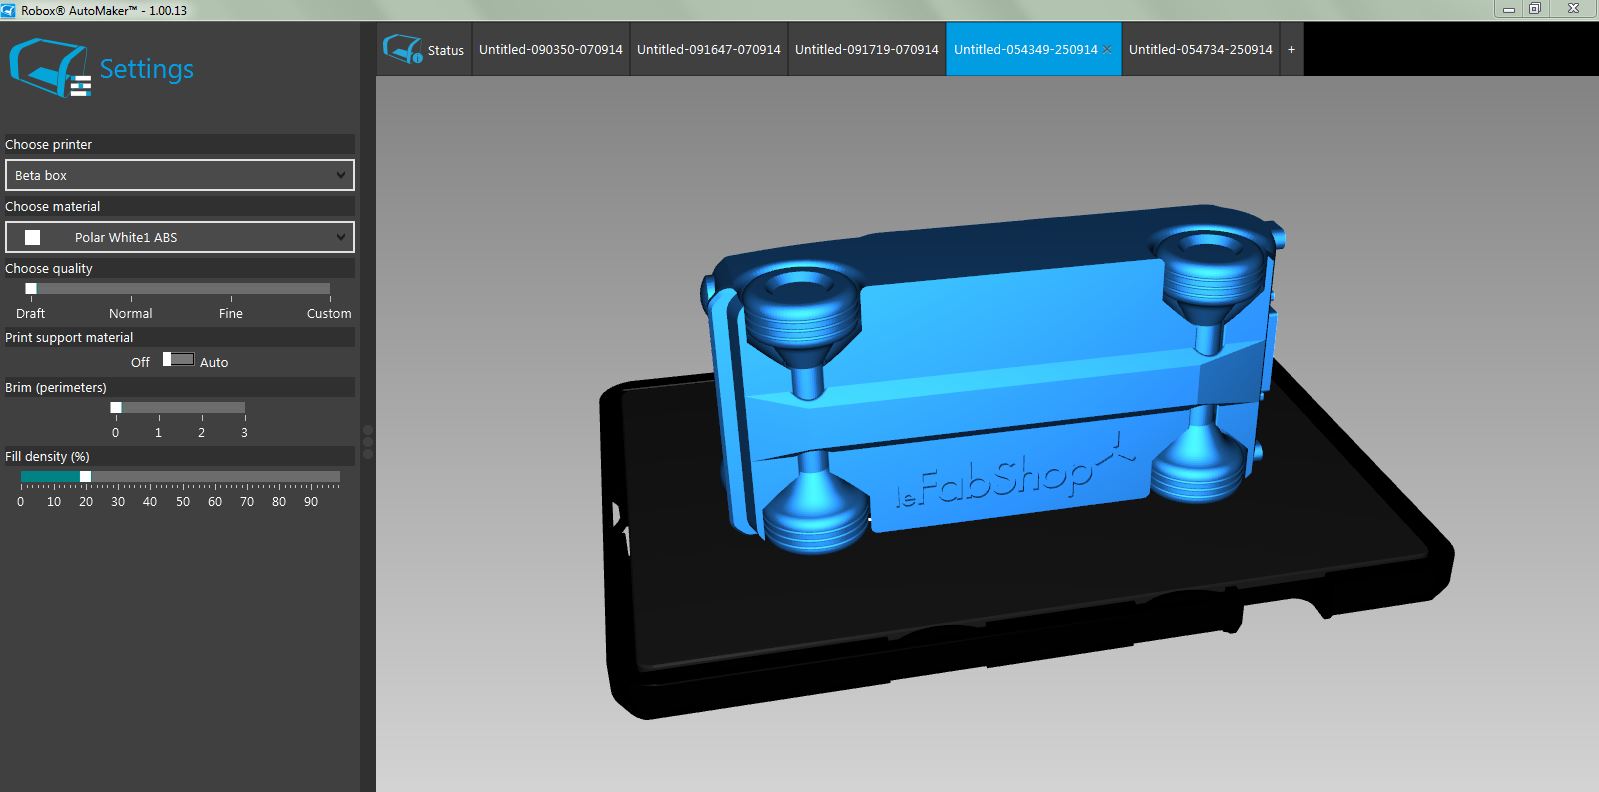 Robox® AutoMaker™ - 1.00.13
Settings
Status
Untitled-090350-070914
Untitled-091647-070914
Untitled-091719-070914
Untitled-054349-250914
Untitled-054734-250914
+
Choose printer
Beta box
Choose material
Polar White1 ABS
Choose quality
Draft Normal Fine Custom
Print support material
Off Auto
Brim (perimeters)
0 1 2 3
Fill density (%)
0 10 20 30 40 50 60 70 80 90
leFabShop